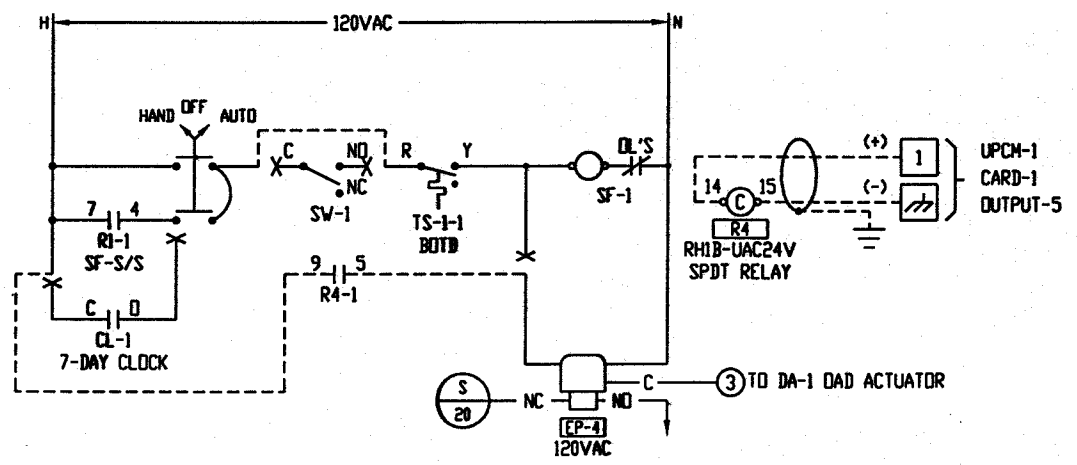 H 120VAC N
HAND OFF AUTO
C NO
NC
SW-1
R Y
TS-1-1
BOTD
OL'S
SF-1
7 4
R1-1
SF-S/S
C O
CL-1
7-DAY CLOCK
9 5
R4-1
14 C 15
R4
RH1B-UAC24V
SPDT RELAY
(+)
1
(-)
UPCM-1
CARD-1
OUTPUT-5
S
20
NC NO
C
3 TO DA-1 OAD ACTUATOR
EP-4
120VAC